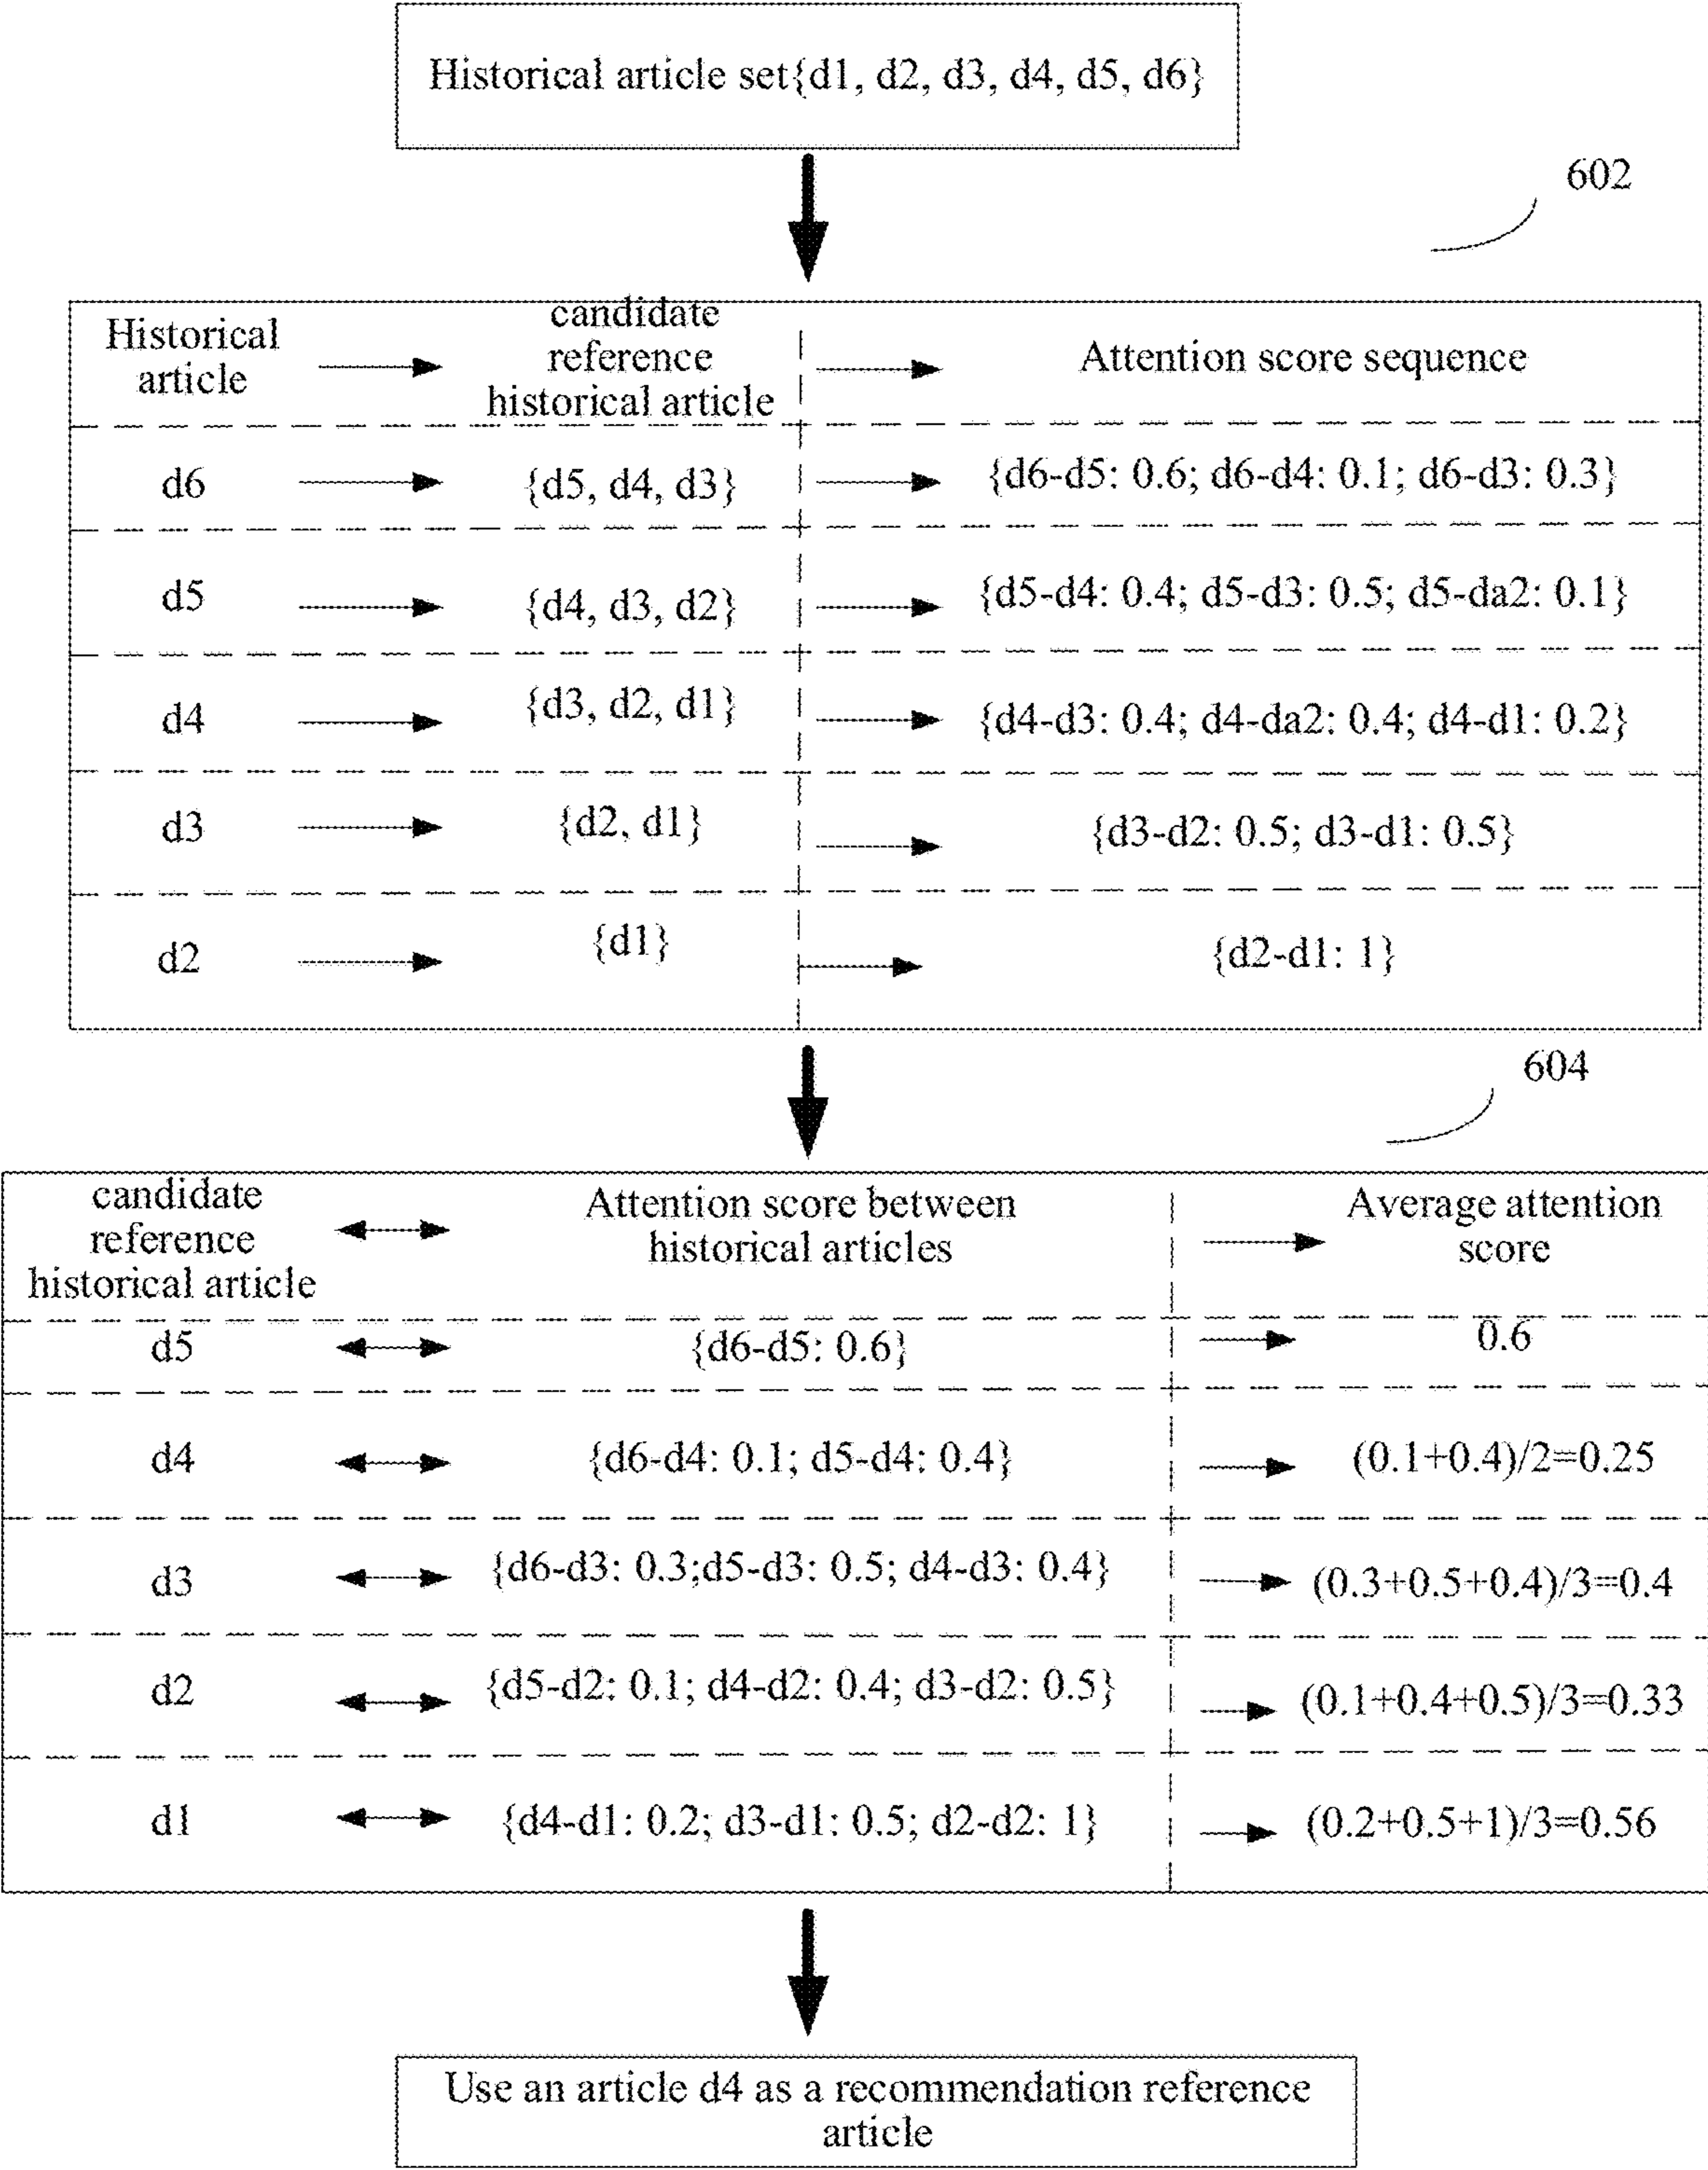 Historical article set{d1, d2, d3, d4, d5, d6}
602
Historical
article
candidate
reference
historical article
Attention score sequence
d6
{d5, d4, d3}
{d6-d5: 0.6; d6-d4: 0.1; d6-d3: 0.3}
d5
{d4, d3, d2}
{d5-d4: 0.4; d5-d3: 0.5; d5-da2: 0.1}
d4
{d3, d2, d1}
{d4-d3: 0.4; d4-da2: 0.4; d4-d1: 0.2}
d3
{d2, d1}
{d3-d2: 0.5; d3-d1: 0.5}
d2
{d1}
{d2-d1: 1}
604
candidate
reference
historical article
Attention score between
historical articles
Average attention
score
d5
{d6-d5: 0.6}
0.6
d4
{d6-d4: 0.1; d5-d4: 0.4}
(0.1+0.4)/2=0.25
d3
{d6-d3: 0.3;d5-d3: 0.5; d4-d3: 0.4}
(0.3+0.5+0.4)/3=0.4
d2
{d5-d2: 0.1; d4-d2: 0.4; d3-d2: 0.5}
(0.1+0.4+0.5)/3=0.33
d1
{d4-d1: 0.2; d3-d1: 0.5; d2-d2: 1}
(0.2+0.5+1)/3=0.56
Use an article d4 as a recommendation reference
article